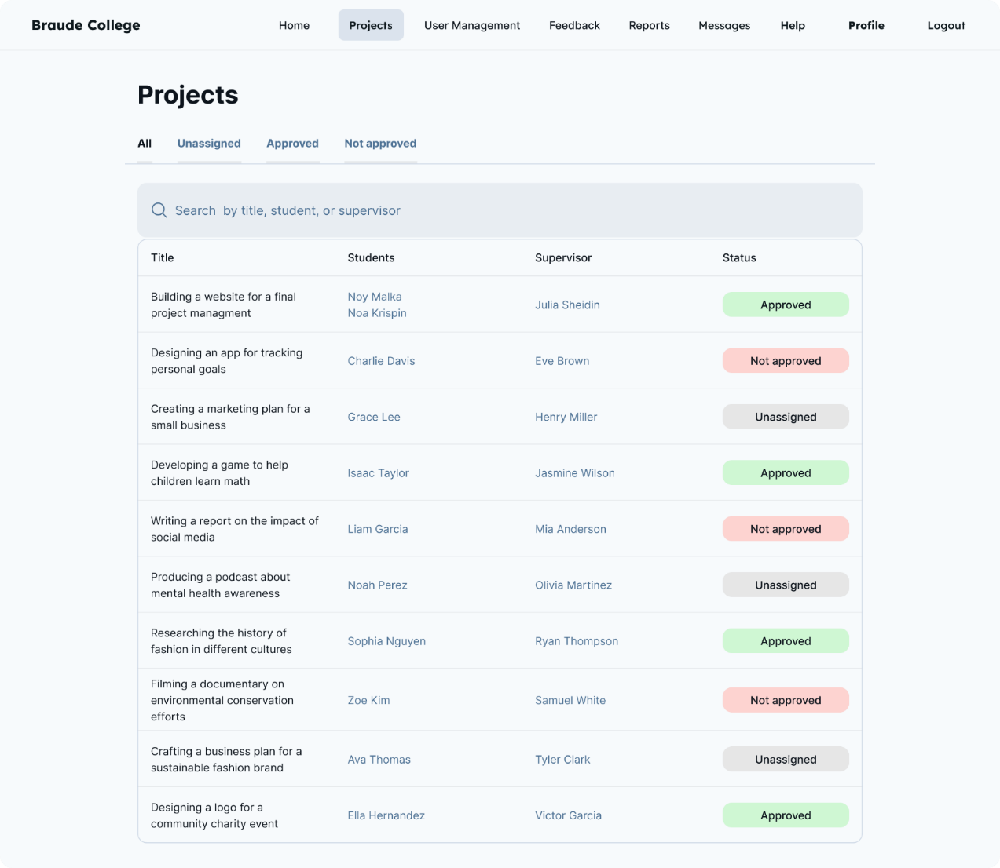 Braude College Home Projects User Management Feedback Reports Messages Help Profile Logout
Projects
All Unassigned Approved Not approved
Search  by title, student, or supervisor
Title Students Supervisor Status
Building a website for a final
project managment
Noy Malka
Noa Krispin
Julia Sheidin
Approved
Designing an app for tracking
personal goals
Charlie Davis
Eve Brown
Not approved
Creating a marketing plan for a
small business
Grace Lee
Henry Miller
Unassigned
Developing a game to help
children learn math
Isaac Taylor
Jasmine Wilson
Approved
Writing a report on the impact of
social media
Liam Garcia
Mia Anderson
Not approved
Producing a podcast about
mental health awareness
Noah Perez
Olivia Martinez
Unassigned
Researching the history of
fashion in different cultures
Sophia Nguyen
Ryan Thompson
Approved
Filming a documentary on
environmental conservation
efforts
Zoe Kim
Samuel White
Not approved
Crafting a business plan for a
sustainable fashion brand
Ava Thomas
Tyler Clark
Unassigned
Designing a logo for a
community charity event
Ella Hernandez
Victor Garcia
Approved